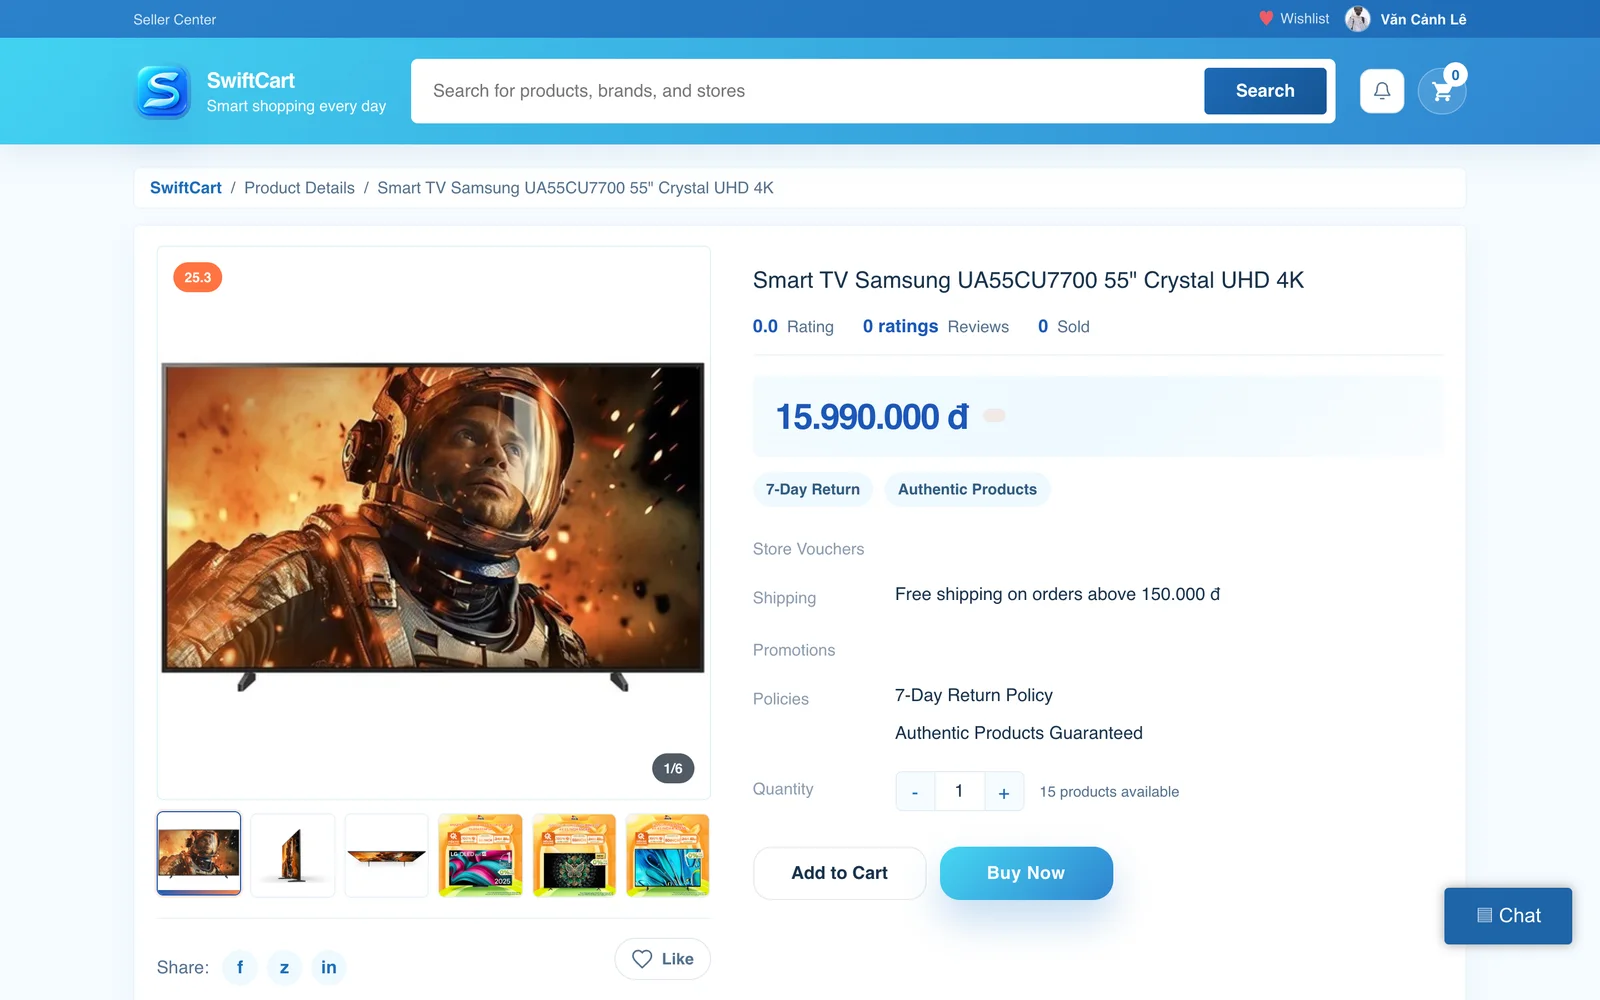 Seller Center
Wishlist
Văn Cảnh Lê
SwiftCart
Smart shopping every day
Search for products, brands, and stores
Search
0
SwiftCart / Product Details / Smart TV Samsung UA55CU7700 55" Crystal UHD 4K
25.3
1/6
Smart TV Samsung UA55CU7700 55" Crystal UHD 4K
0.0 Rating 0 ratings Reviews 0 Sold
15.990.000 đ
7-Day Return
Authentic Products
Store Vouchers
Shipping
Free shipping on orders above 150.000 đ
Promotions
Policies
7-Day Return Policy
Authentic Products Guaranteed
Quantity
- 1 +
15 products available
Add to Cart
Buy Now
Share: f z in
Like
Chat